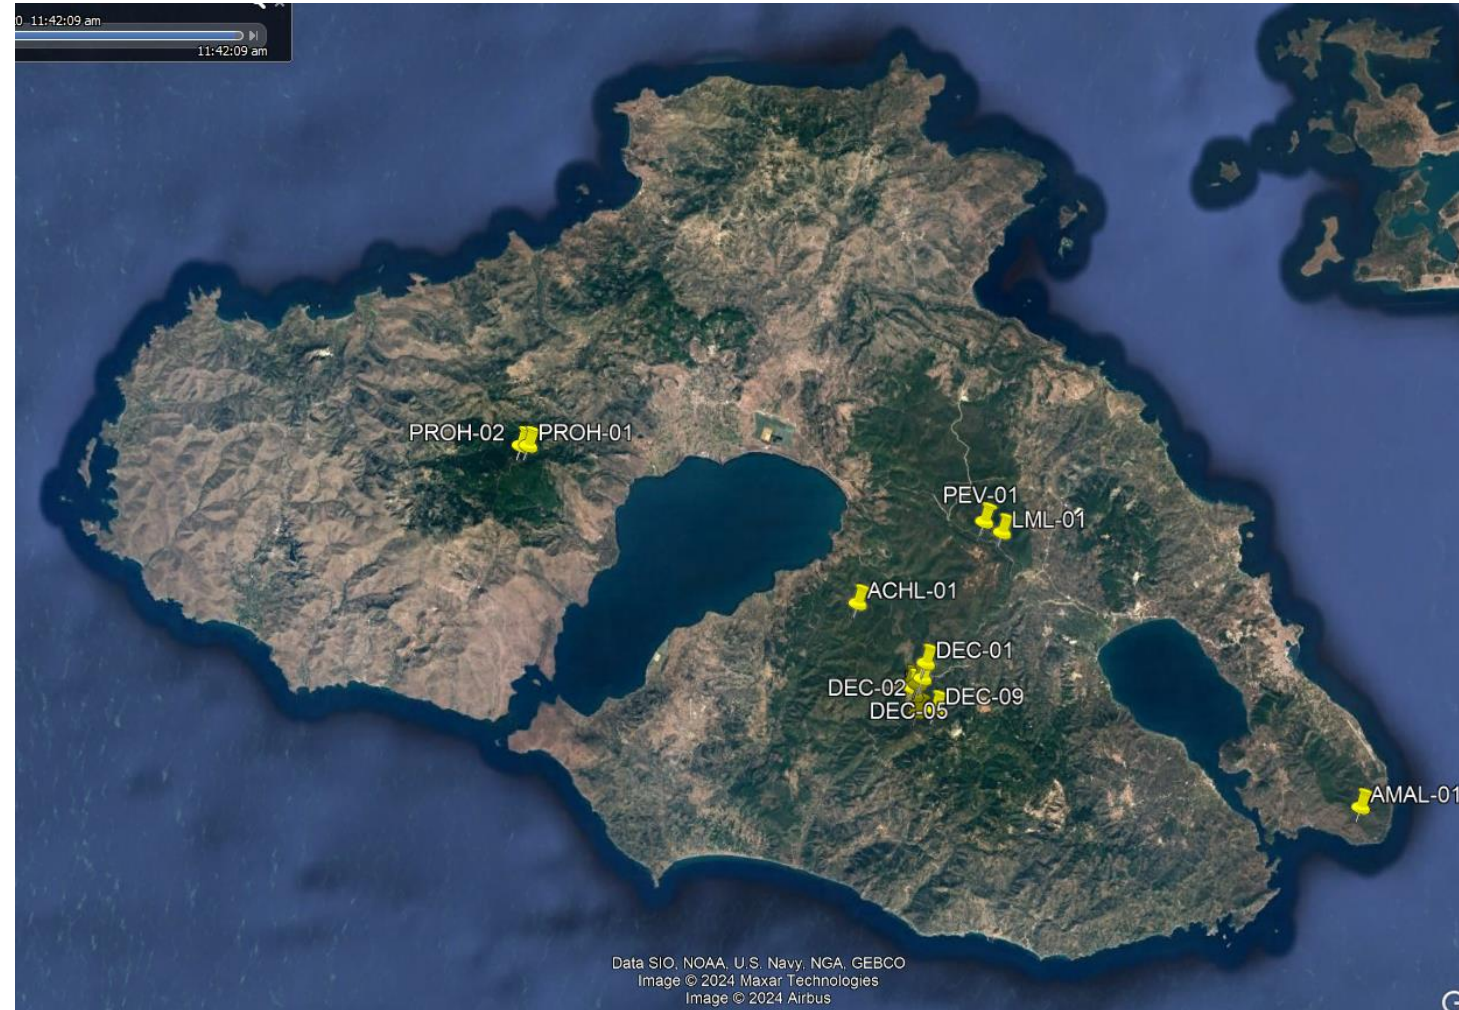 0 11:42:09 am
11:42:09 am
PROH-02 PROH-01
PEV-01
LML-01
ACHL-01
DEC-01
DEC-02
DEC-09
DEC-05
AMAL-01
Data SIO, NOAA, U.S. Navy, NGA, GEBCO
Image © 2024 Maxar Technologies
Image © 2024 Airbus
G